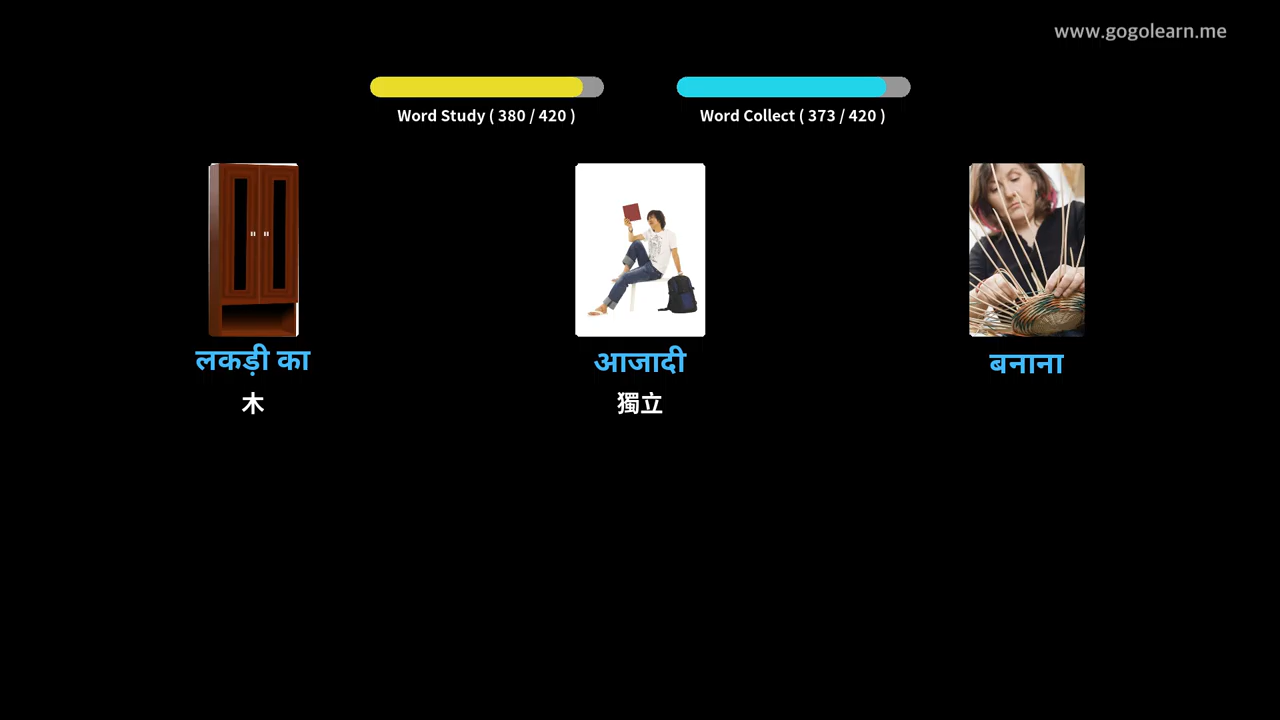 www.gogolearn.me
Word Study ( 380 / 420 )
Word Collect ( 373 / 420 )
लकड़ी का
आजादी
बनाना
木
獨立